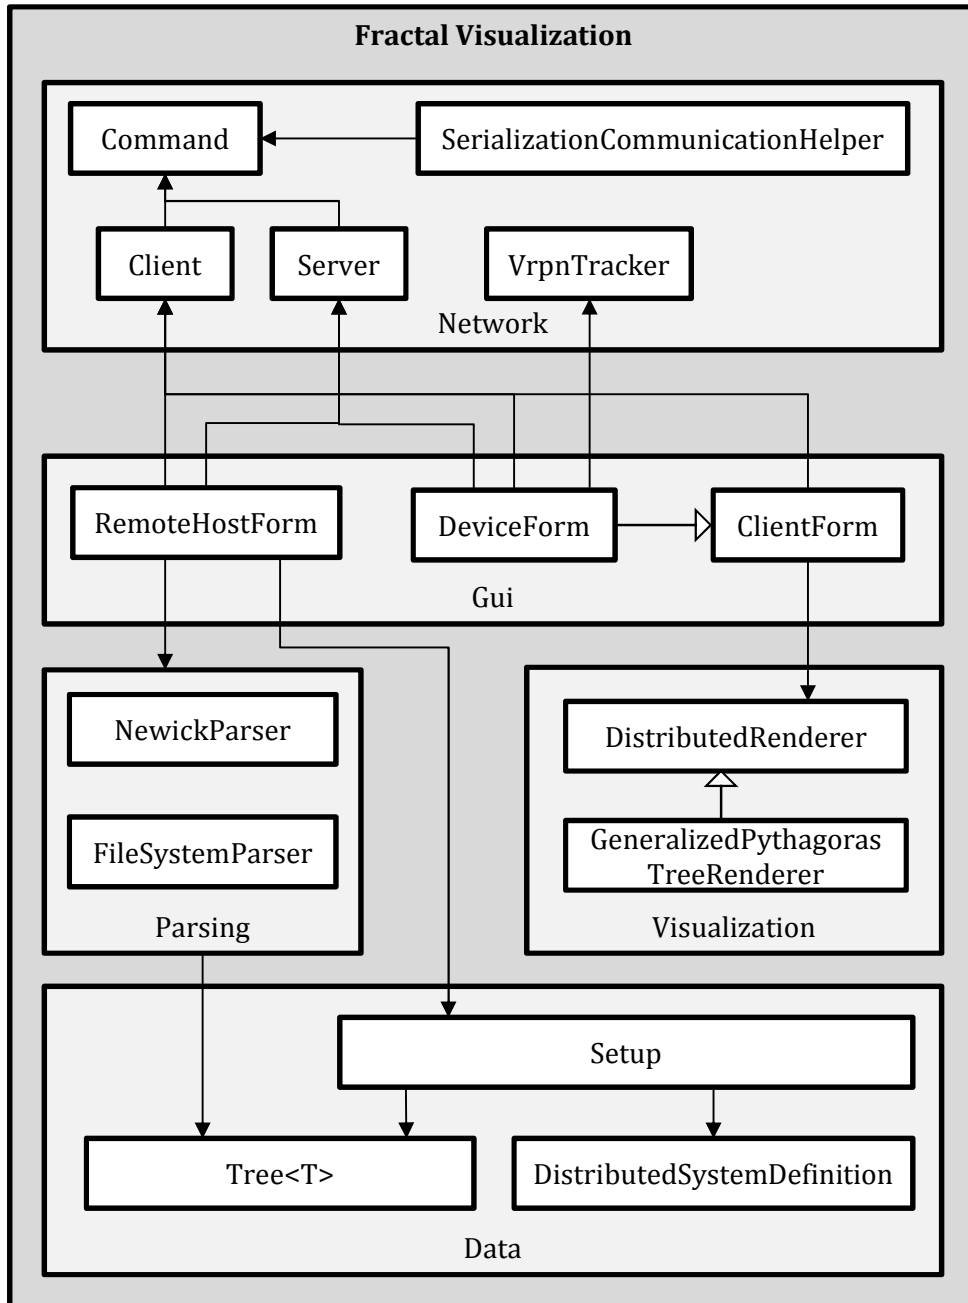 Fractal Visualization
Command
SerializationCommunicationHelper
Client
Server
VrpnTracker
Network
RemoteHostForm
DeviceForm
ClientForm
Gui
NewickParser
FileSystemParser
Parsing
DistributedRenderer
GeneralizedPythagoras
TreeRenderer
Visualization
Setup
Tree<T>
DistributedSystemDefinition
Data